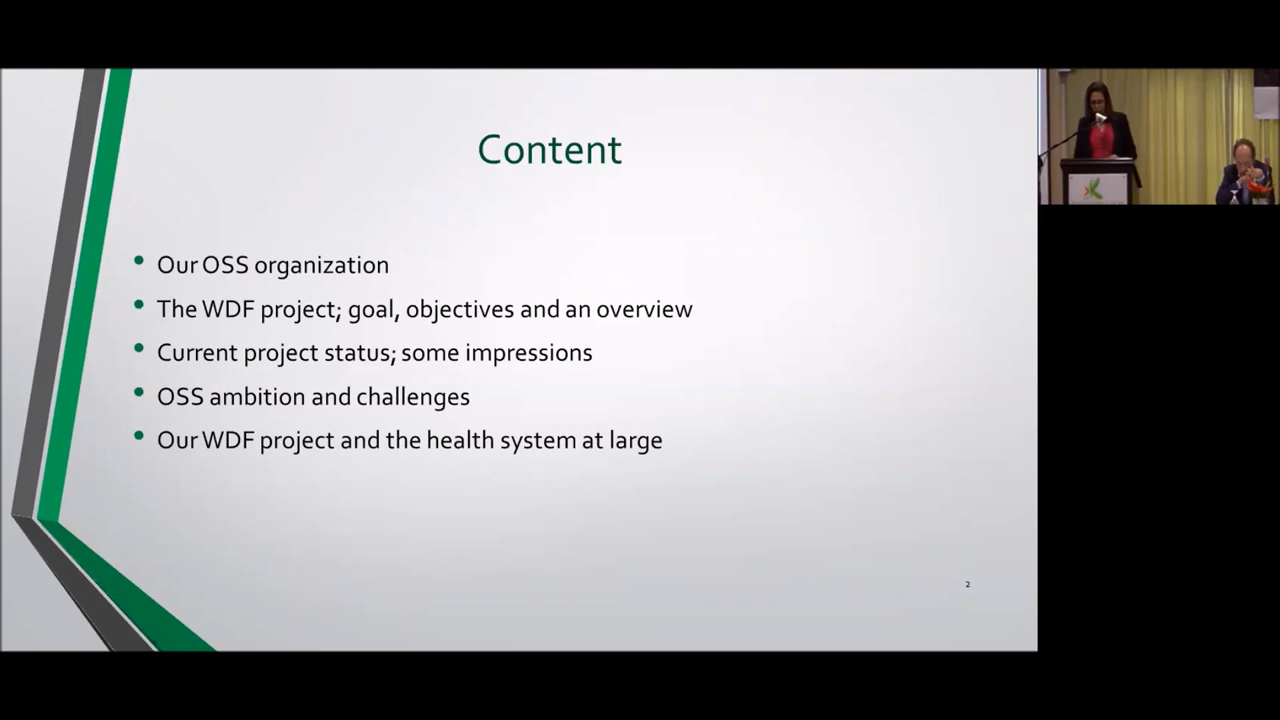 Content
• Our OSS organization
• The WDF project; goal, objectives and an overview
• Current project status; some impressions
• OSS ambition and challenges
• Our WDF project and the health system at large
2